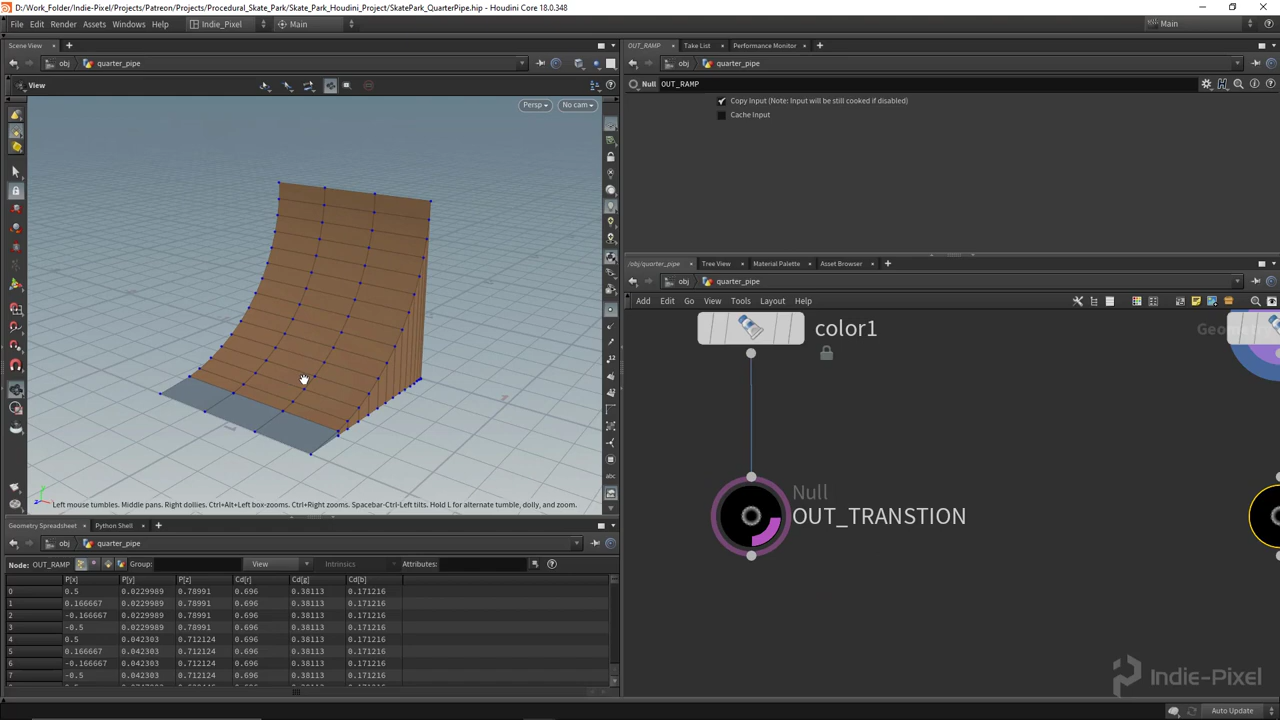 D:/Work_Folder/Indie-Pixel/Projects/Patreon/Projects/Procedural_Skate_Park/Skate_Park_Houdini_Project/SkatePark_QuarterPipe.hip - Houdini Core 18.0.348
File Edit Render Assets Windows Help Indie_Pixel Main Main
Scene View
obj quarter_pipe
View
Persp No cam
Left mouse tumbles. Middle pans. Right dollies. Ctrl+Alt+Left box-zooms. Ctrl+Right zooms. Spacebar-Ctrl-Left tilts. Hold L for alternate tumble, dolly, and zoom.
Geometry Spreadsheet Python Shell
obj quarter_pipe
Node: OUT_RAMP Group: View Intrinsics Attributes:
P[x] P[y] P[z] Cd[r] Cd[g] Cd[b]
0 0.5 0.0229989 0.78991 0.696 0.38113 0.171216
1 0.166667 0.0229989 0.78991 0.696 0.38113 0.171216
2 -0.166666 0.0229989 0.78991 0.696 0.38113 0.171216
3 -0.5 0.0229989 0.78991 0.696 0.38113 0.171216
4 0.5 0.042303 0.712124 0.696 0.38113 0.171216
5 0.166667 0.042303 0.712124 0.696 0.38113 0.171216
6 -0.166666 0.042303 0.712124 0.696 0.38113 0.171216
7 -0.5 0.042303 0.712124 0.696 0.38113 0.171216
OUT_RAMP Take List Performance Monitor
obj quarter_pipe
Null OUT_RAMP
Copy Input (Note: Input will be still cooked if disabled)
Cache Input
/obj/quarter_pipe Tree View Material Palette Asset Browser
obj quarter_pipe
Add Edit Go View Tools Layout Help
color1
Null
OUT_TRANSTION
Indie-Pixel
Auto Update